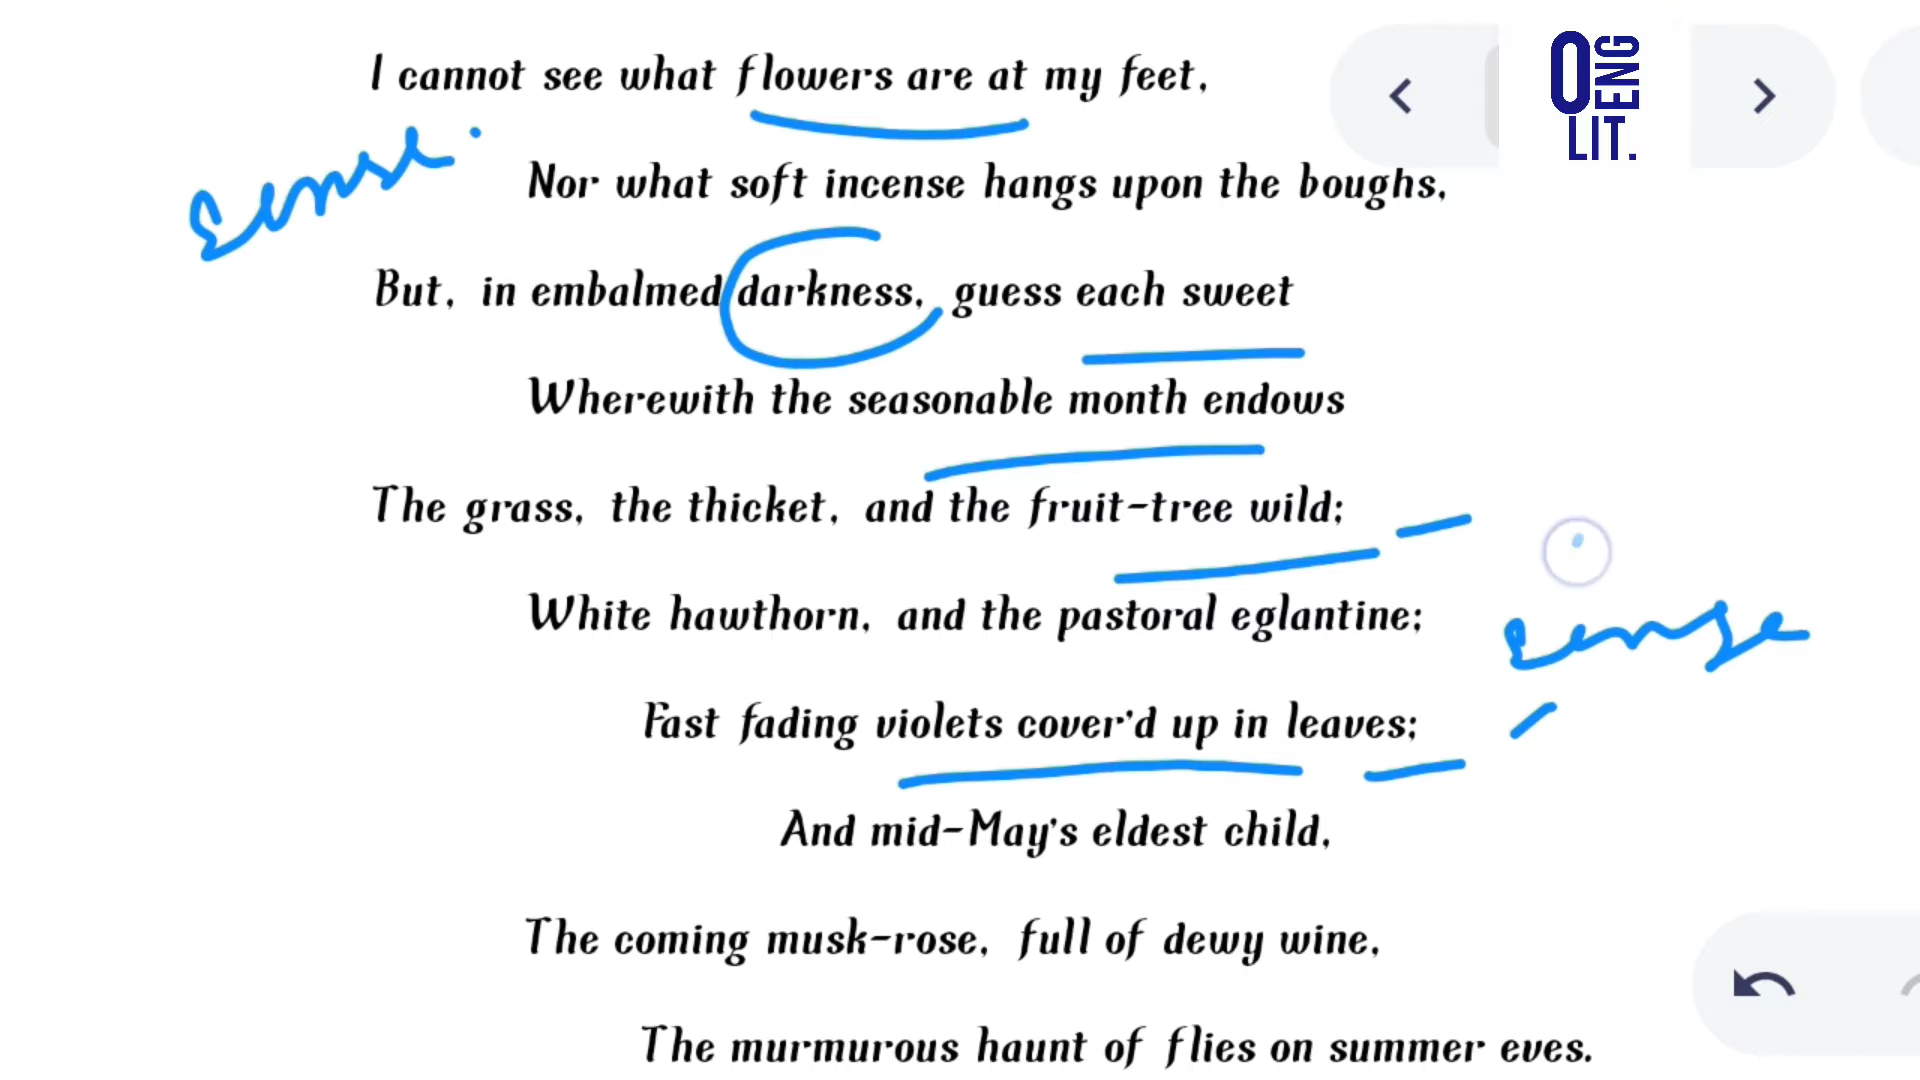 I cannot see what flowers are at my feet,
O ENG
LIT.
sense.
Nor what soft incense hangs upon the boughs,
But, in embalmed darkness, guess each sweet
Wherewith the seasonable month endows
The grass, the thicket, and the fruit-tree wild;
White hawthorn, and the pastoral eglantine;
sense
Fast fading violets cover'd up in leaves;
And mid-May's eldest child,
The coming musk-rose, full of dewy wine,
The murmurous haunt of flies on summer eves.